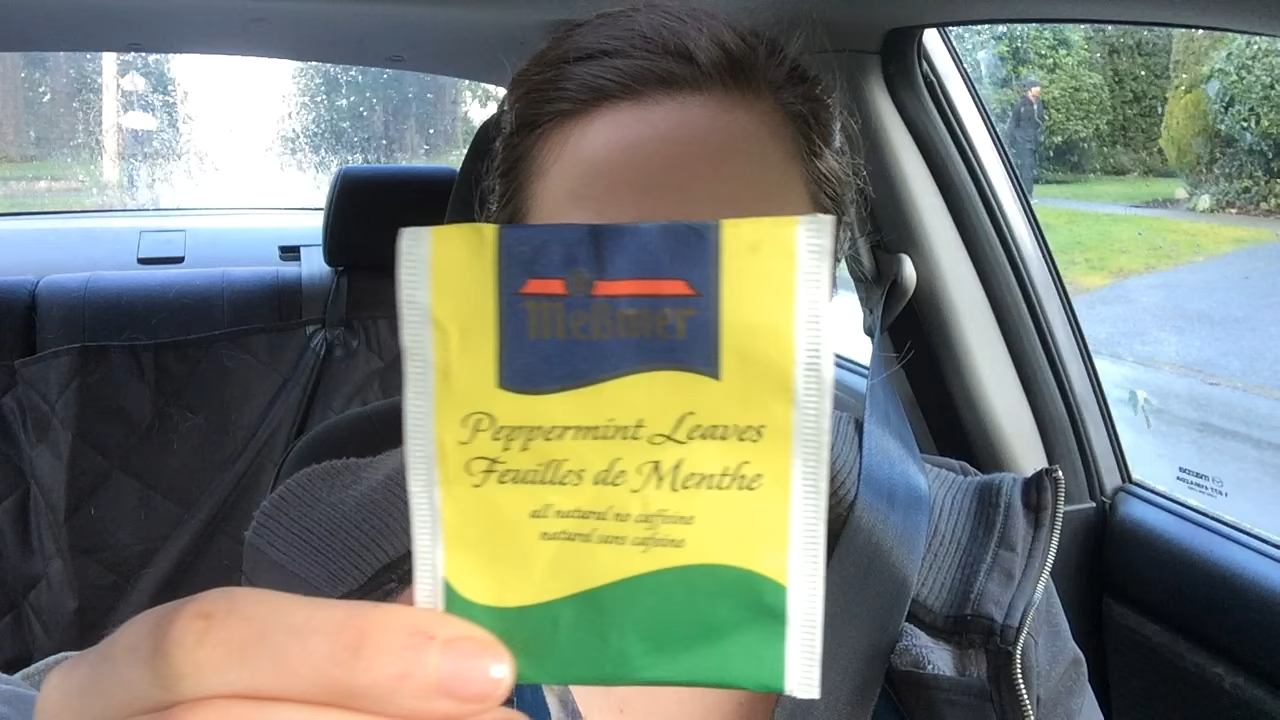 Meßmer
Peppermint Leaves
Feuilles de Menthe
all natural no caffeine
naturel sans caféine